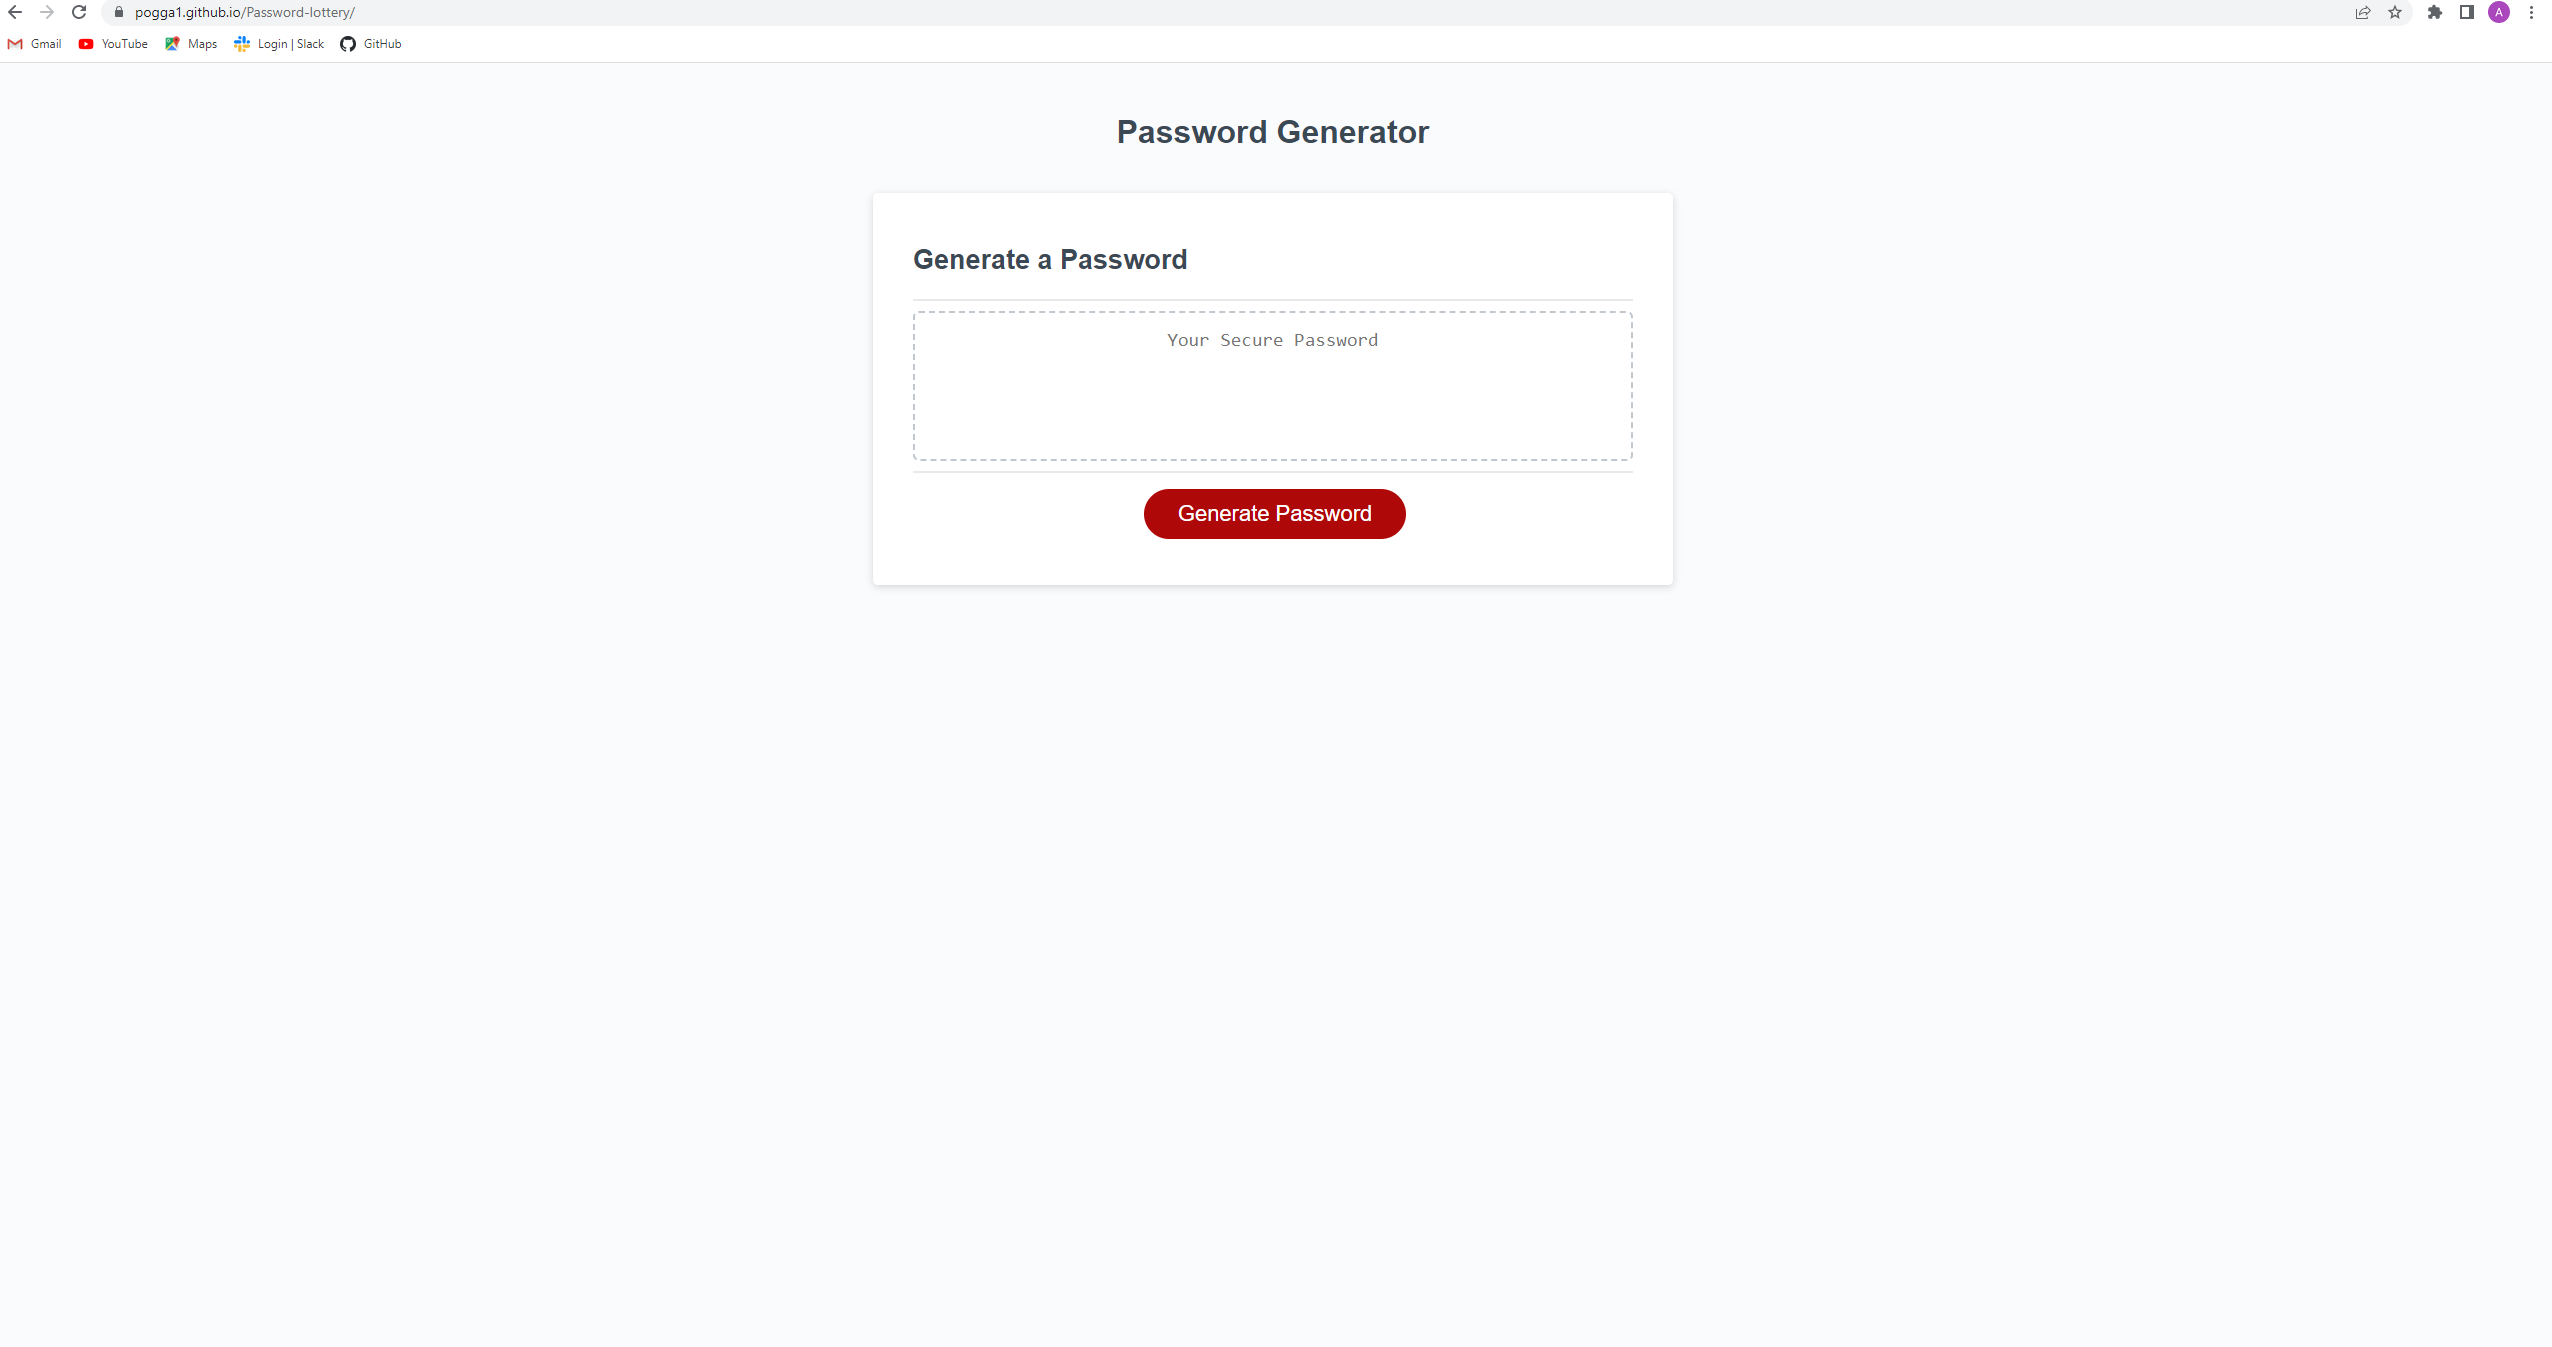 pogga1.github.io/Password-lottery/
A
Gmail YouTube Maps Login | Slack GitHub
Password Generator
Generate a Password
Your Secure Password
Generate Password